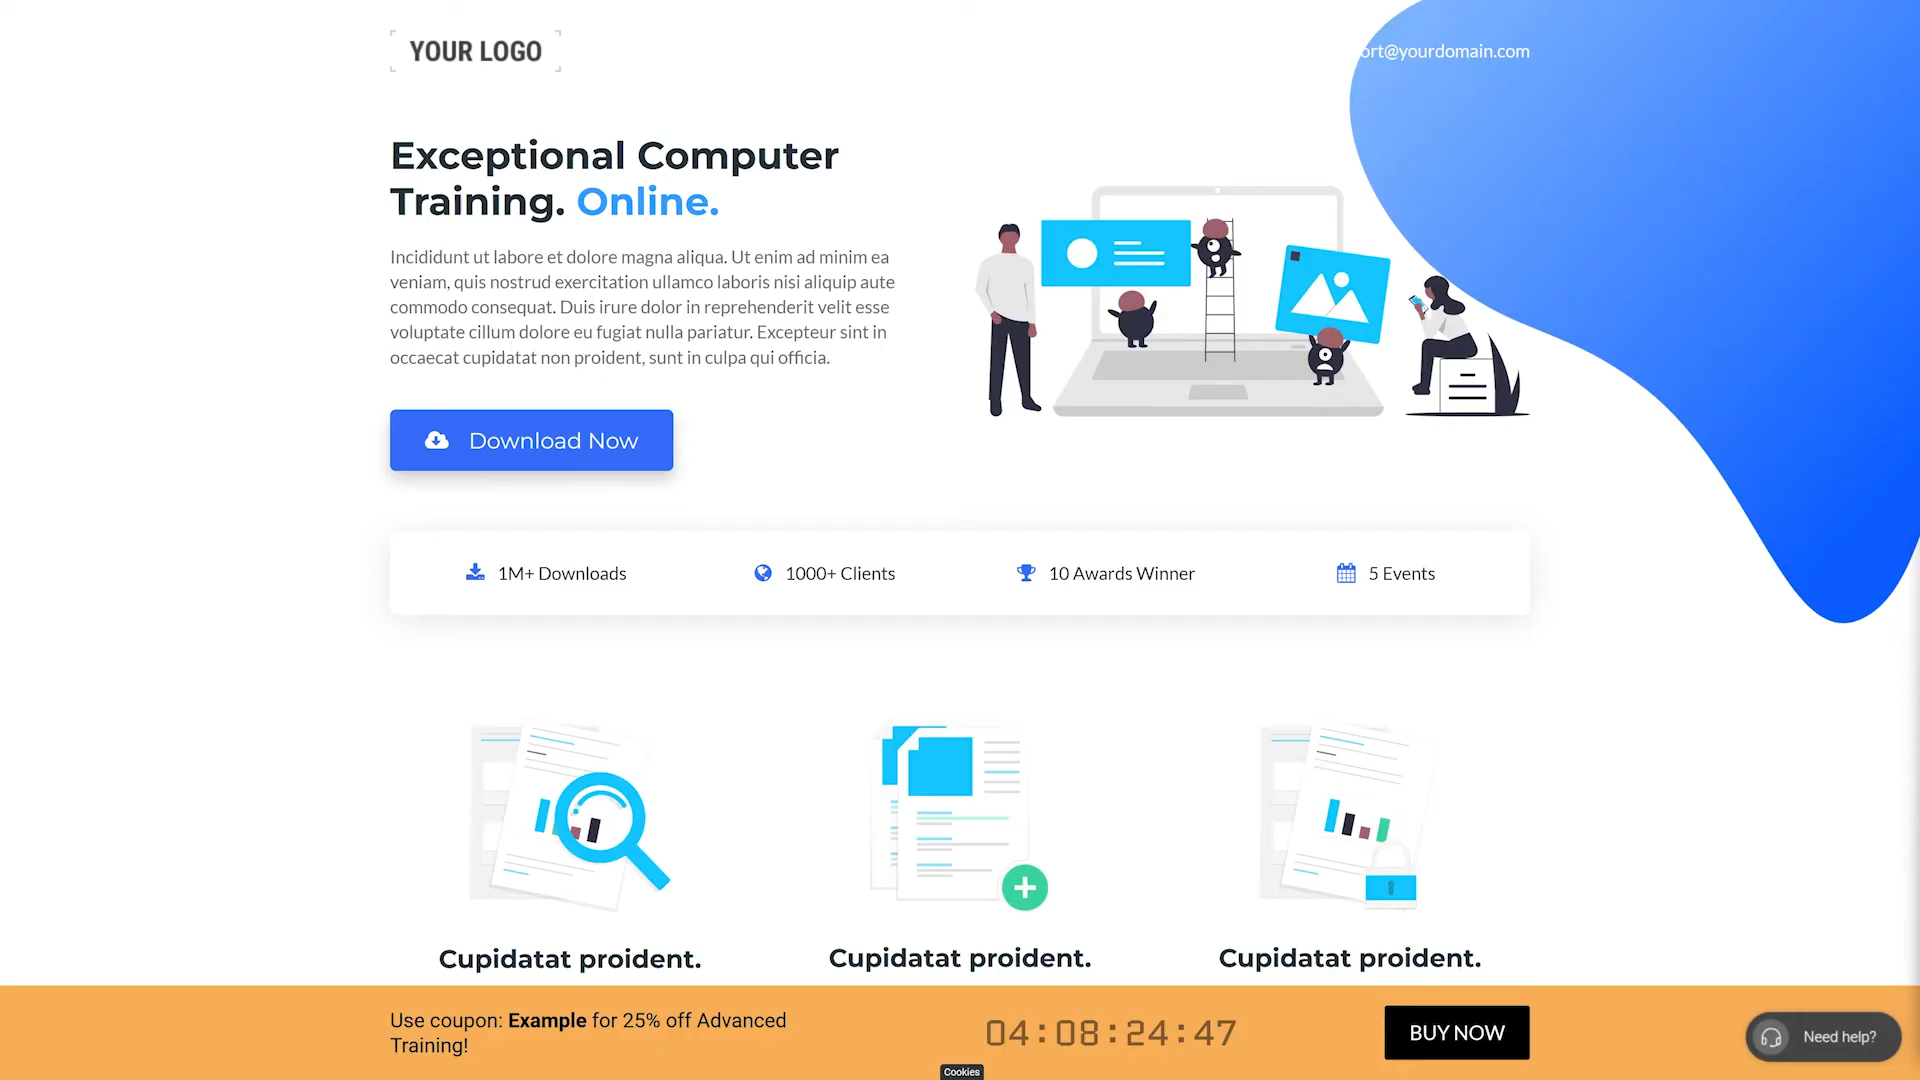 YOUR LOGO
ort@yourdomain.com
Exceptional Computer
Training. Online.
Incididunt ut labore et dolore magna aliqua. Ut enim ad minim ea
veniam, quis nostrud exercitation ullamco laboris nisi aliquip aute
commodo consequat. Duis irure dolor in reprehenderit velit esse
voluptate cillum dolore eu fugiat nulla pariatur. Excepteur sint in
occaecat cupidatat non proident, sunt in culpa qui officia.
Download Now
1M+ Downloads
1000+ Clients
10 Awards Winner
5 Events
Cupidatat proident.
Cupidatat proident.
Cupidatat proident.
Use coupon: Example for 25% off Advanced
Training!
04:08:24:47
BUY NOW
Need help?
Cookies